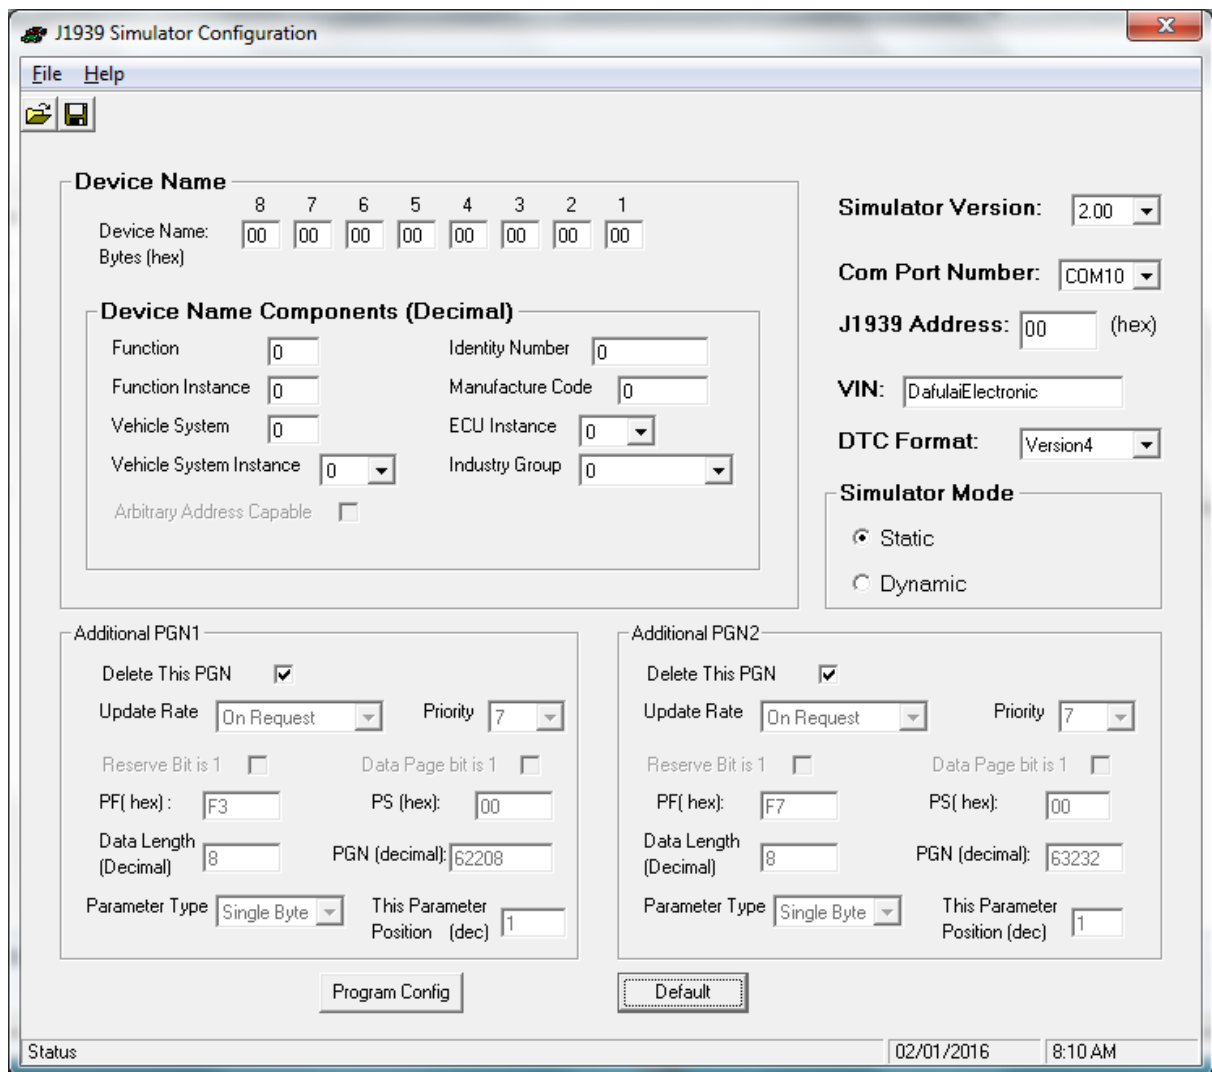 J1939 Simulator Configuration
File Help
Device Name
8 7 6 5 4 3 2 1
Device Name: 00 00 00 00 00 00 00 00
Bytes (hex)
Simulator Version: 2.00
Com Port Number: COM10
J1939 Address: 00 (hex)
VIN: DafulaiElectronic
DTC Format: Version4
Simulator Mode
Static
Dynamic
Device Name Components (Decimal)
Function 0 Identity Number 0
Function Instance 0 Manufacture Code 0
Vehicle System 0 ECU Instance 0
Vehicle System Instance 0 Industry Group 0
Arbitrary Address Capable
Additional PGN1
Delete This PGN
Update Rate On Request Priority 7
Reserve Bit is 1 Data Page bit is 1
PF( hex) : F3 PS (hex): 00
Data Length
(Decimal) 8 PGN (decimal): 62208
Parameter Type Single Byte This Parameter
Position (dec) 1
Additional PGN2
Delete This PGN
Update Rate On Request Priority 7
Reserve Bit is 1 Data Page bit is 1
PF( hex): F7 PS( hex): 00
Data Length
(Decimal) 8 PGN (decimal): 63232
Parameter Type Single Byte This Parameter
Position (dec) 1
Program Config Default
Status 02/01/2016 8:10 AM